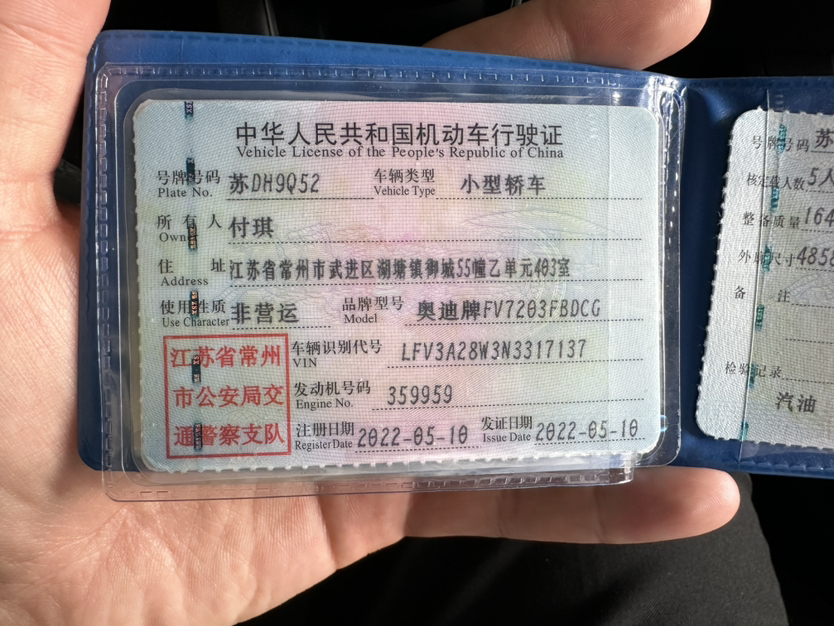 中华人民共和国机动车行驶证
Vehicle License of the People's Republic of China
号牌号码 苏DH9Q52 车辆类型 小型轿车
Plate No. Vehicle Type
所有人 付琪
Owner
住址 江苏省常州市武进区湖塘镇御城55幢乙单元403室
Address
使用性质 非营运 品牌型号 奥迪牌FV7203FBDCG
Use Character Model
江苏省常州
市公安局交
通警察支队
车辆识别代号 LFV3A28W3N3317137
VIN
发动机号码 359959
Engine No.
注册日期 2022-05-10 发证日期 2022-05-10
Register Date Issue Date
号牌号码 苏
核定载人数 5人
整备质量 164
外廓尺寸 4858
备注
检验记录
汽油